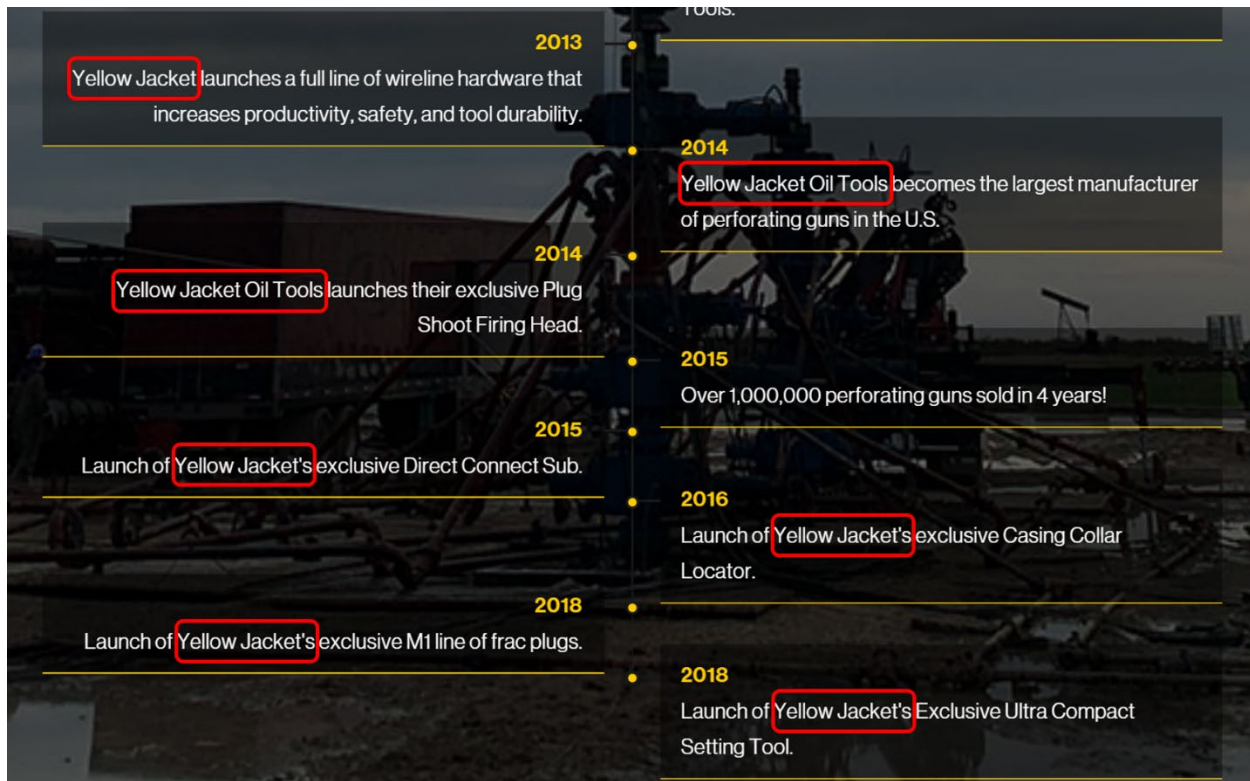 Tools.
2013
Yellow Jacket launches a full line of wireline hardware that
increases productivity, safety, and tool durability.
2014
Yellow Jacket Oil Tools becomes the largest manufacturer
of perforating guns in the U.S.
2014
Yellow Jacket Oil Tools launches their exclusive Plug
Shoot Firing Head.
2015
Over 1,000,000 perforating guns sold in 4 years!
2015
Launch of Yellow Jacket's exclusive Direct Connect Sub.
2016
Launch of Yellow Jacket's exclusive Casing Collar
Locator.
2018
Launch of Yellow Jacket's exclusive M1 line of frac plugs.
2018
Launch of Yellow Jacket's Exclusive Ultra Compact
Setting Tool.